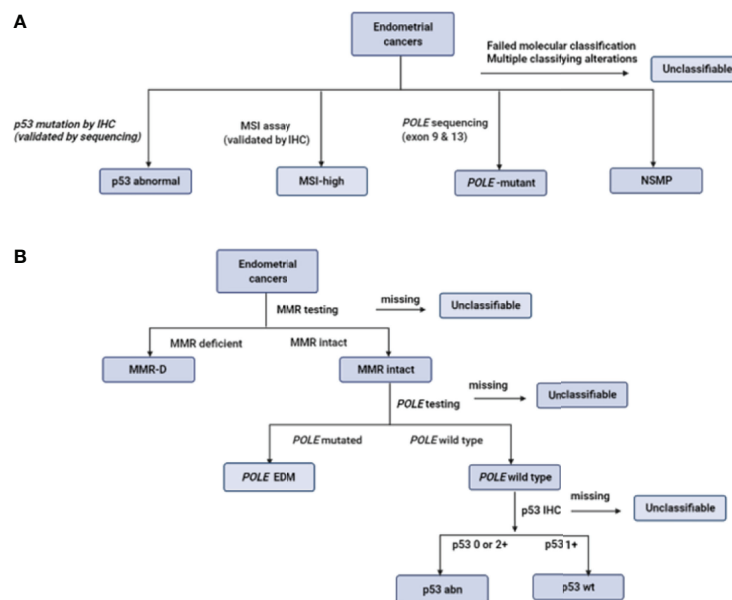 A
Endometrial
cancers
Failed molecular classification
Multiple classifying alterations
Unclassifiable
p53 mutation by IHC
(validated by sequencing)
MSI assay
(validated by IHC)
POLE sequencing
(exon 9 & 13)
p53 abnormal
MSI-high
POLE -mutant
NSMP
B
Endometrial
cancers
MMR testing
missing
Unclassifiable
MMR deficient
MMR intact
MMR-D
MMR intact
POLE testing
missing
Unclassifiable
POLE mutated
POLE wild type
POLE EDM
POLE wild type
p53 IHC
missing
Unclassifiable
p53 0 or 2+
p53 1+
p53 abn
p53 wt